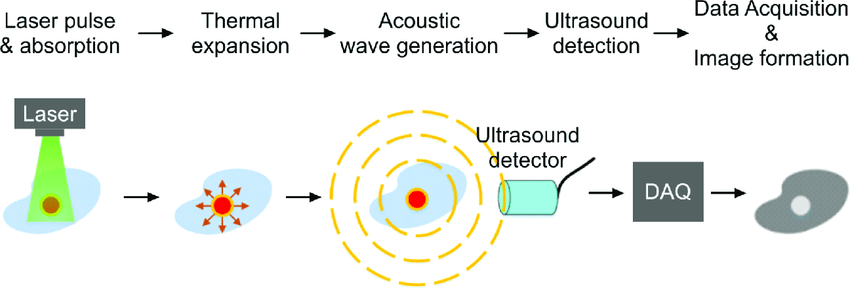 Laser pulse
& absorption
Thermal
expansion
Acoustic
wave generation
Ultrasound
detection
Data Acquisition
&
Image formation
Laser
Ultrasound
detector
DAQ